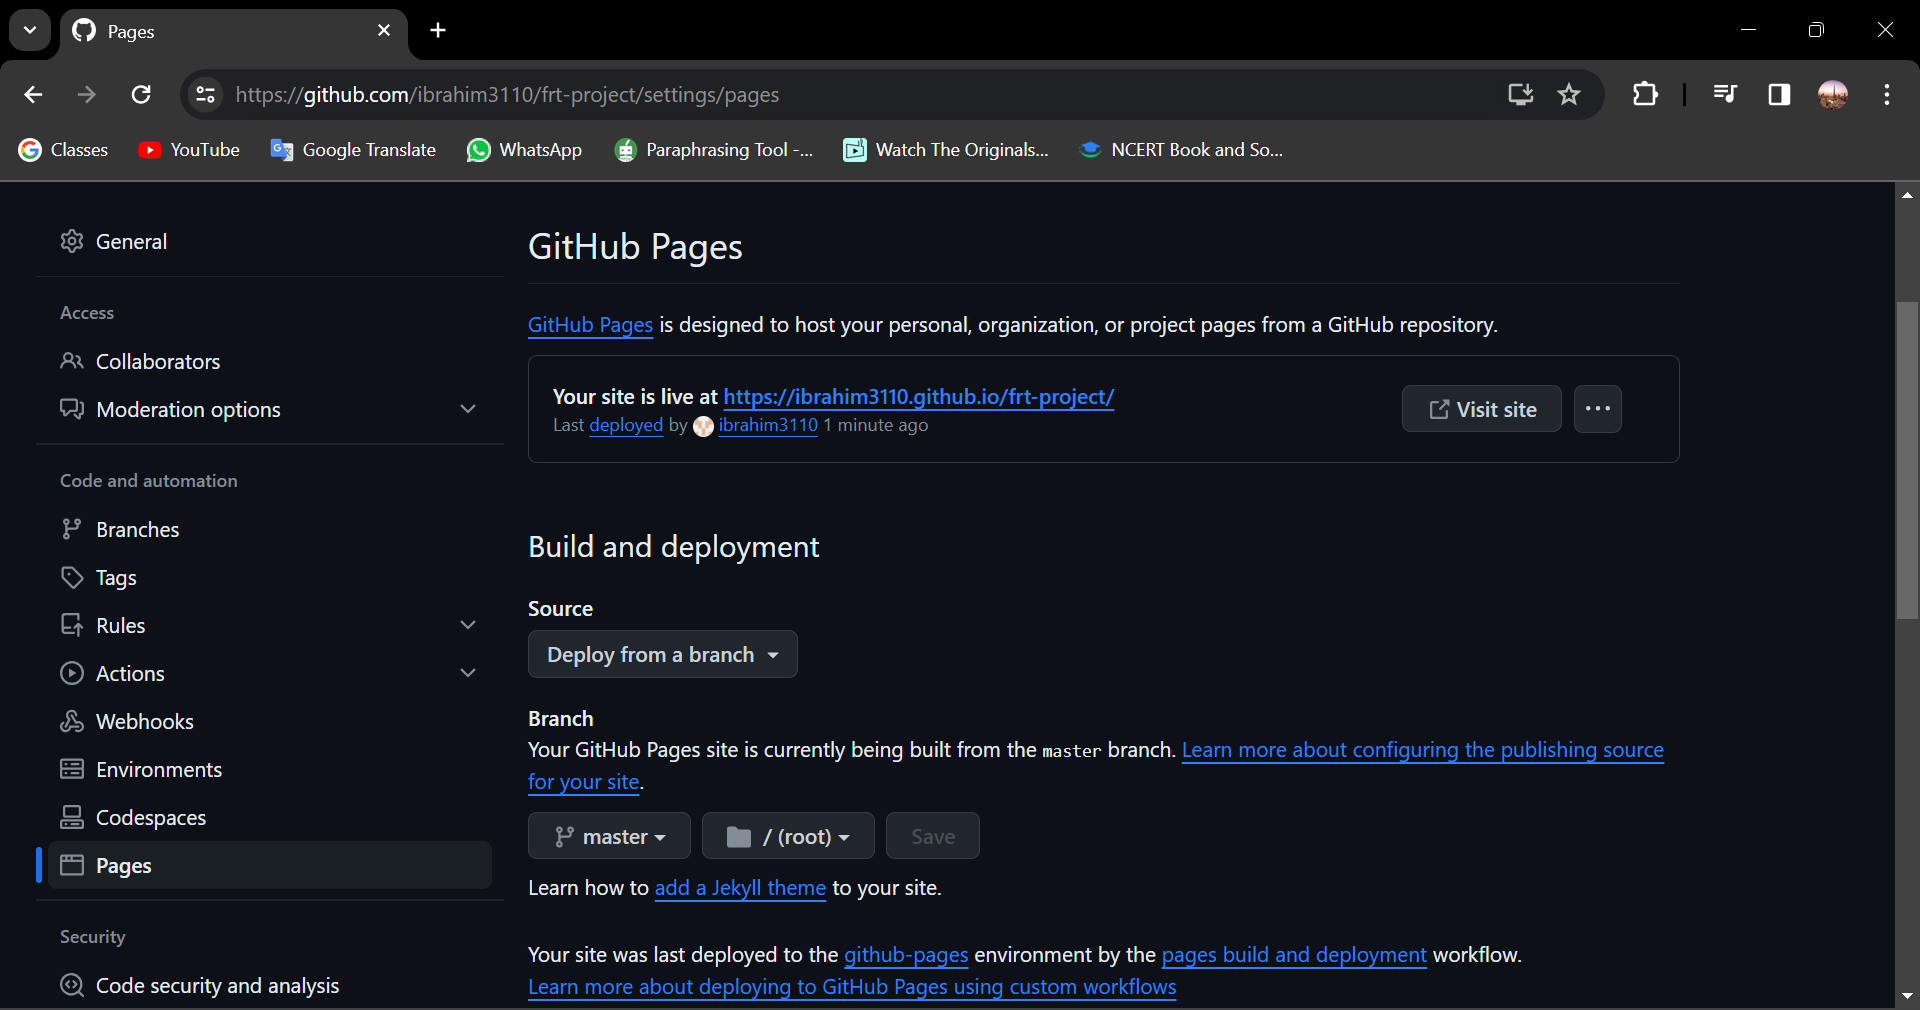 Pages
https://github.com/ibrahim3110/frt-project/settings/pages
Classes YouTube Google Translate WhatsApp Paraphrasing Tool -... Watch The Originals... NCERT Book and So...
General
Access
Collaborators
Moderation options
Code and automation
Branches
Tags
Rules
Actions
Webhooks
Environments
Codespaces
Pages
Security
Code security and analysis
GitHub Pages
GitHub Pages is designed to host your personal, organization, or project pages from a GitHub repository.
Your site is live at https://ibrahim3110.github.io/frt-project/
Last deployed by ibrahim3110 1 minute ago
Visit site
Build and deployment
Source
Deploy from a branch
Branch
Your GitHub Pages site is currently being built from the master branch. Learn more about configuring the publishing source
for your site.
master / (root) Save
Learn how to add a Jekyll theme to your site.
Your site was last deployed to the github-pages environment by the pages build and deployment workflow.
Learn more about deploying to GitHub Pages using custom workflows